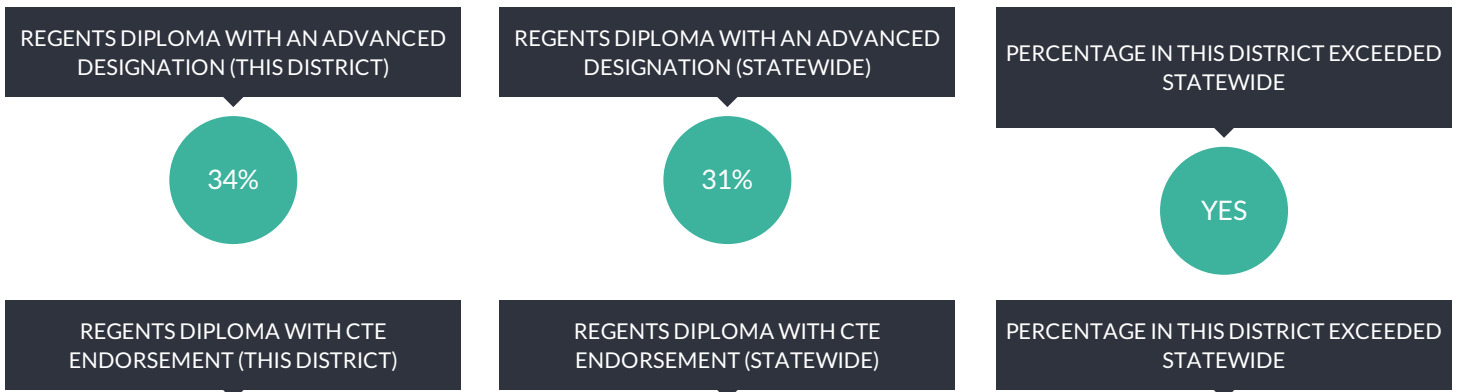 REGENTS DIPLOMA WITH AN ADVANCED
DESIGNATION (THIS DISTRICT)
34%
REGENTS DIPLOMA WITH AN ADVANCED
DESIGNATION (STATEWIDE)
31%
PERCENTAGE IN THIS DISTRICT EXCEEDED
STATEWIDE
YES
REGENTS DIPLOMA WITH CTE
ENDORSEMENT (THIS DISTRICT)
REGENTS DIPLOMA WITH CTE
ENDORSEMENT (STATEWIDE)
PERCENTAGE IN THIS DISTRICT EXCEEDED
STATEWIDE